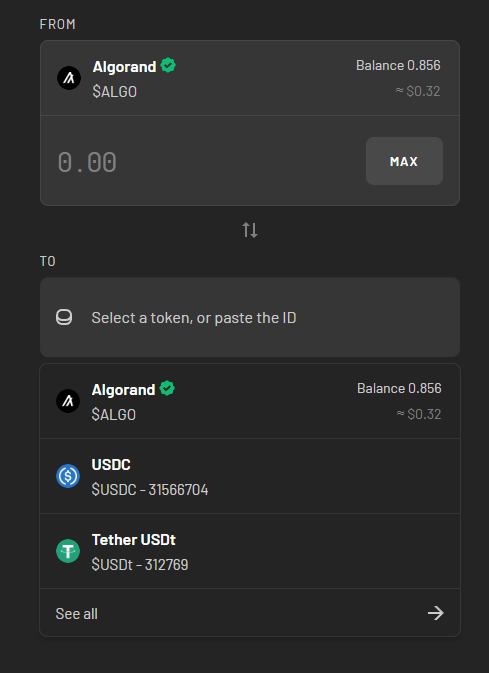 FROM
Algorand
Balance 0.856
$ALGO
≈ $0.32
0.00
MAX
TO
Select a token, or paste the ID
Algorand
Balance 0.856
$ALGO
≈ $0.32
USDC
$USDC - 31566704
Tether USDt
$USDt - 312769
See all